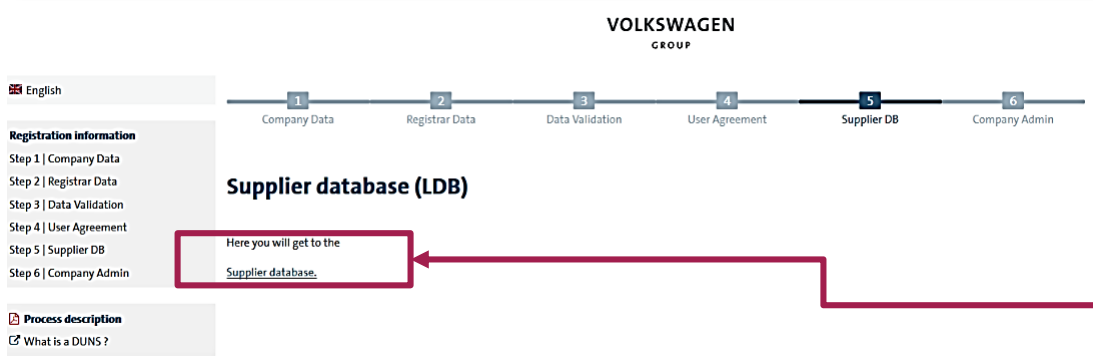 VOLKSWAGEN
GROUP
English
1
2
3
4
5
6
Company Data
Registrar Data
Data Validation
User Agreement
Supplier DB
Company Admin
Registration information
Step 1 | Company Data
Step 2 | Registrar Data
Step 3 | Data Validation
Step 4 | User Agreement
Step 5 | Supplier DB
Step 6 | Company Admin
Process description
What is a DUNS ?
Supplier database (LDB)
Here you will get to the
Supplier database.